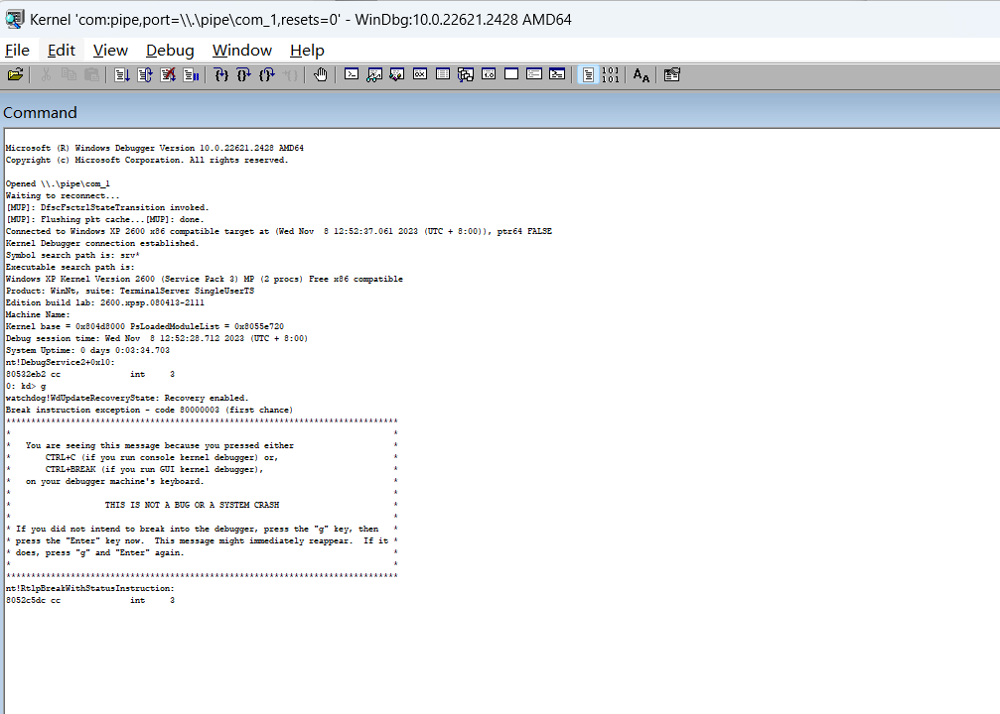 Kernel 'com:pipe,port=\\.\pipe\com_1,resets=0' - WinDbg:10.0.22621.2428 AMD64
File Edit View Debug Window Help
Command
Microsoft (R) Windows Debugger Version 10.0.22621.2428 AMD64
Copyright (c) Microsoft Corporation. All rights reserved.
Opened \\.\pipe\com_1
Waiting to reconnect...
[MUP]: DfscFsctrlStateTransition invoked.
[MUP]: Flushing pkt cache...[MUP]: done.
Connected to Windows XP 2600 x86 compatible target at (Wed Nov  8 12:52:37.061 2023 (UTC + 8:00)), ptr64 FALSE
Kernel Debugger connection established.
Symbol search path is: srv*
Executable search path is:
Windows XP Kernel Version 2600 (Service Pack 3) MP (2 procs) Free x86 compatible
Product: WinNt, suite: TerminalServer SingleUserTS
Edition build lab: 2600.xpsp.080413-2111
Machine Name:
Kernel base = 0x804d8000 PsLoadedModuleList = 0x8055e720
Debug session time: Wed Nov  8 12:52:28.712 2023 (UTC + 8:00)
System Uptime: 0 days 0:03:34.703
nt!DebugService2+0x10:
80532eb2 cc              int     3
0: kd> g
watchdog!WdUpdateRecoveryState: Recovery enabled.
Break instruction exception - code 80000003 (first chance)
*******************************************************************************
*                                                                             *
*   You are seeing this message because you pressed either                    *
*       CTRL+C (if you run console kernel debugger) or,                       *
*       CTRL+BREAK (if you run GUI kernel debugger),                          *
*   on your debugger machine's keyboard.                                      *
*                                                                             *
*                   THIS IS NOT A BUG OR A SYSTEM CRASH                       *
*                                                                             *
* If you did not intend to break into the debugger, press the "g" key, then   *
* press the "Enter" key now.  This message might immediately reappear.  If it *
* does, press "g" and "Enter" again.                                          *
*                                                                             *
*******************************************************************************
nt!RtlpBreakWithStatusInstruction:
8052c5dc cc              int     3